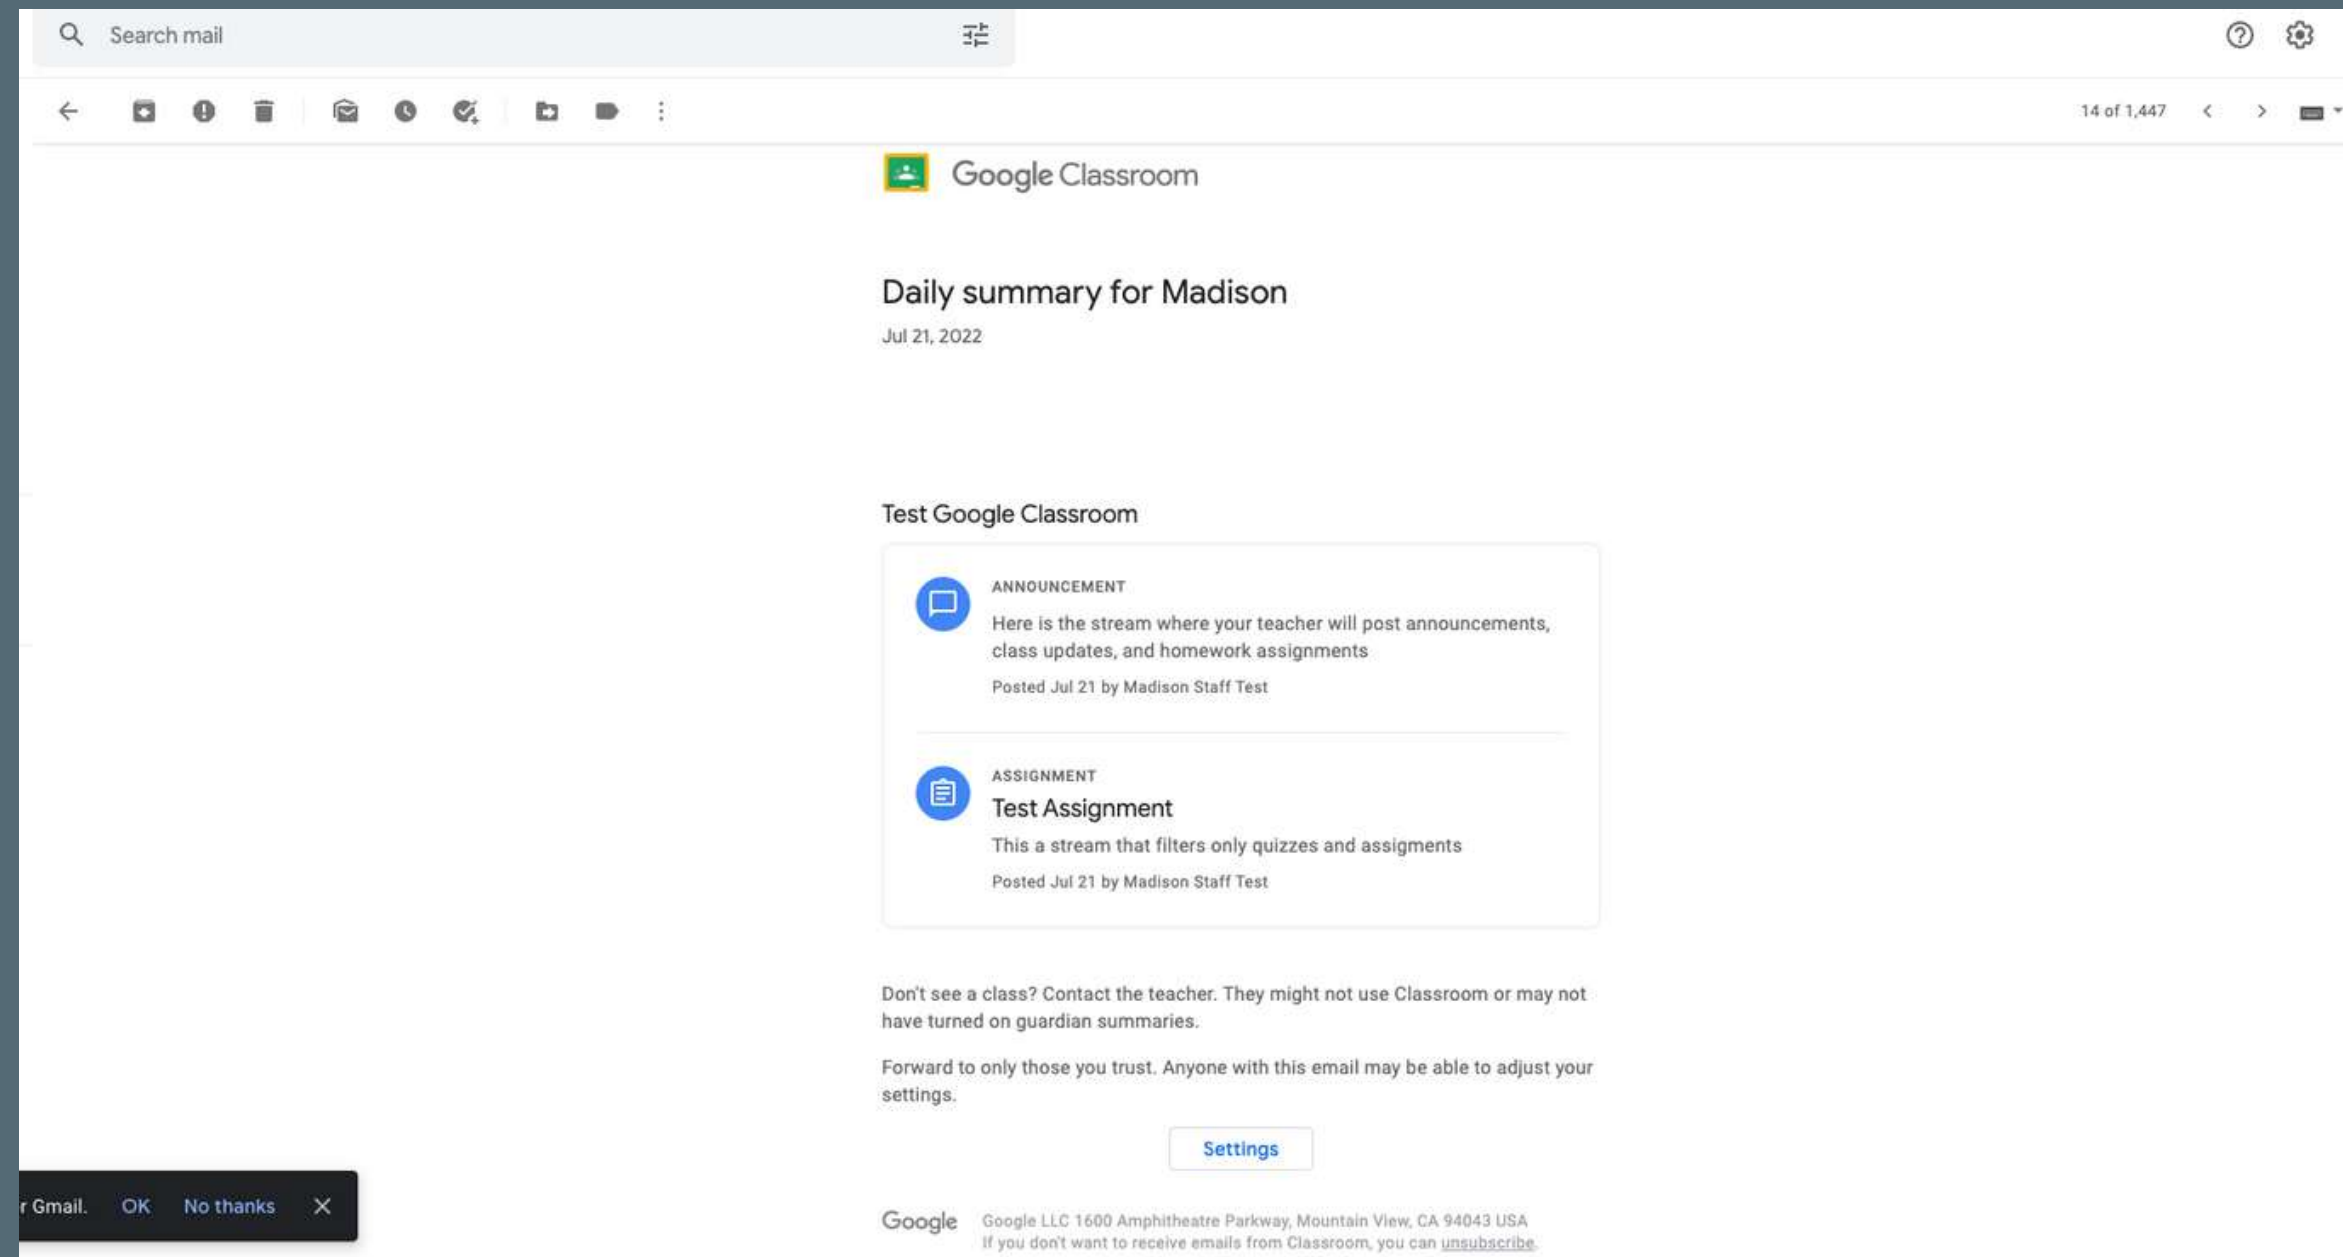 Search mail
14 of 1,447
Google Classroom
Daily summary for Madison
Jul 21, 2022
Test Google Classroom
ANNOUNCEMENT
Here is the stream where your teacher will post announcements,
class updates, and homework assignments
Posted Jul 21 by Madison Staff Test
ASSIGNMENT
Test Assignment
This a stream that filters only quizzes and assigments
Posted Jul 21 by Madison Staff Test
Don't see a class? Contact the teacher. They might not use Classroom or may not
have turned on guardian summaries.
Forward to only those you trust. Anyone with this email may be able to adjust your
settings.
Settings
r Gmail. OK No thanks
Google Google LLC 1600 Amphitheatre Parkway, Mountain View, CA 94043 USA
If you don't want to receive emails from Classroom, you can unsubscribe.